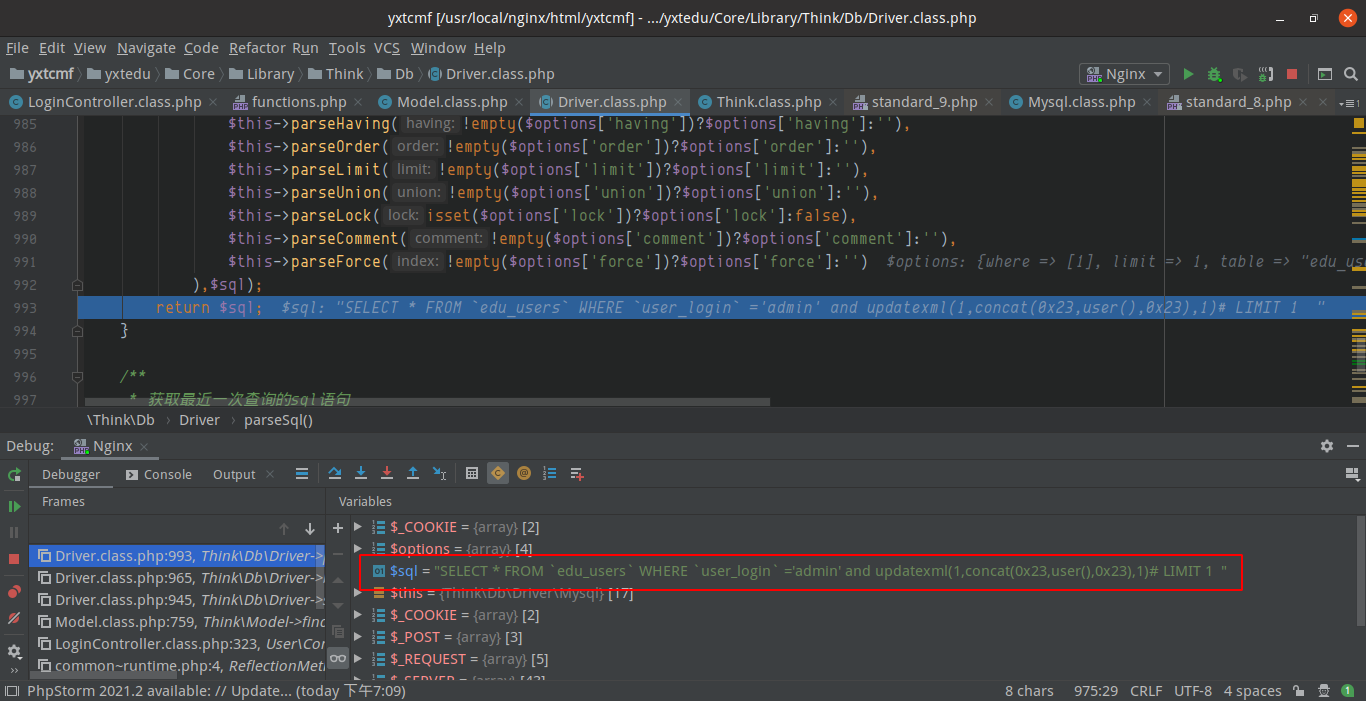 yxtcmf [/usr/local/nginx/html/yxtcmf] - .../yxtedu/Core/Library/Think/Db/Driver.class.php
File Edit View Navigate Code Refactor Run Tools VCS Window Help
yxtcmf yxtedu Core Library Think Db Driver.class.php Nginx
LoginController.class.php functions.php Model.class.php Driver.class.php Think.class.php standard_9.php Mysql.class.php standard_8.php
985 $this->parseHaving( having: !empty($options['having'])?$options['having']:''),
986 $this->parseOrder( order: !empty($options['order'])?$options['order']:''),
987 $this->parseLimit( limit: !empty($options['limit'])?$options['limit']:''),
988 $this->parseUnion( union: !empty($options['union'])?$options['union']:''),
989 $this->parseLock( lock: isset($options['lock'])?$options['lock']:false),
990 $this->parseComment( comment: !empty($options['comment'])?$options['comment']:''),
991 $this->parseForce( index: !empty($options['force'])?$options['force']:'') $options: {where => [1], limit => 1, table => "edu_us
992 ),$sql);
993 return $sql; $sql: "SELECT * FROM `edu_users` WHERE `user_login` ='admin' and updatexml(1,concat(0x23,user(),0x23),1)# LIMIT 1 "
994 }
995
996 /**
997 * 获取最近一次查询的sql语句
\Think\Db Driver parseSql()
Debug: Nginx
Debugger Console Output
Frames Variables
$_COOKIE = {array} [2]
Driver.class.php:993, Think\Db\Driver-> $options = {array} [4]
Driver.class.php:965, Think\Db\Driver-> $sql = "SELECT * FROM `edu_users` WHERE `user_login` ='admin' and updatexml(1,concat(0x23,user(),0x23),1)# LIMIT 1 "
Driver.class.php:945, Think\Db\Driver-> $this = {Think\Db\Driver\Mysql} [17]
Model.class.php:759, Think\Model->find $_COOKIE = {array} [2]
LoginController.class.php:323, User\Con $_POST = {array} [3]
common~runtime.php:4, ReflectionMet $_REQUEST = {array} [5]
$_SERVER = {array} [43]
PhpStorm 2021.2 available: // Update... (today 下午7:09) 8 chars 975:29 CRLF UTF-8 4 spaces 1